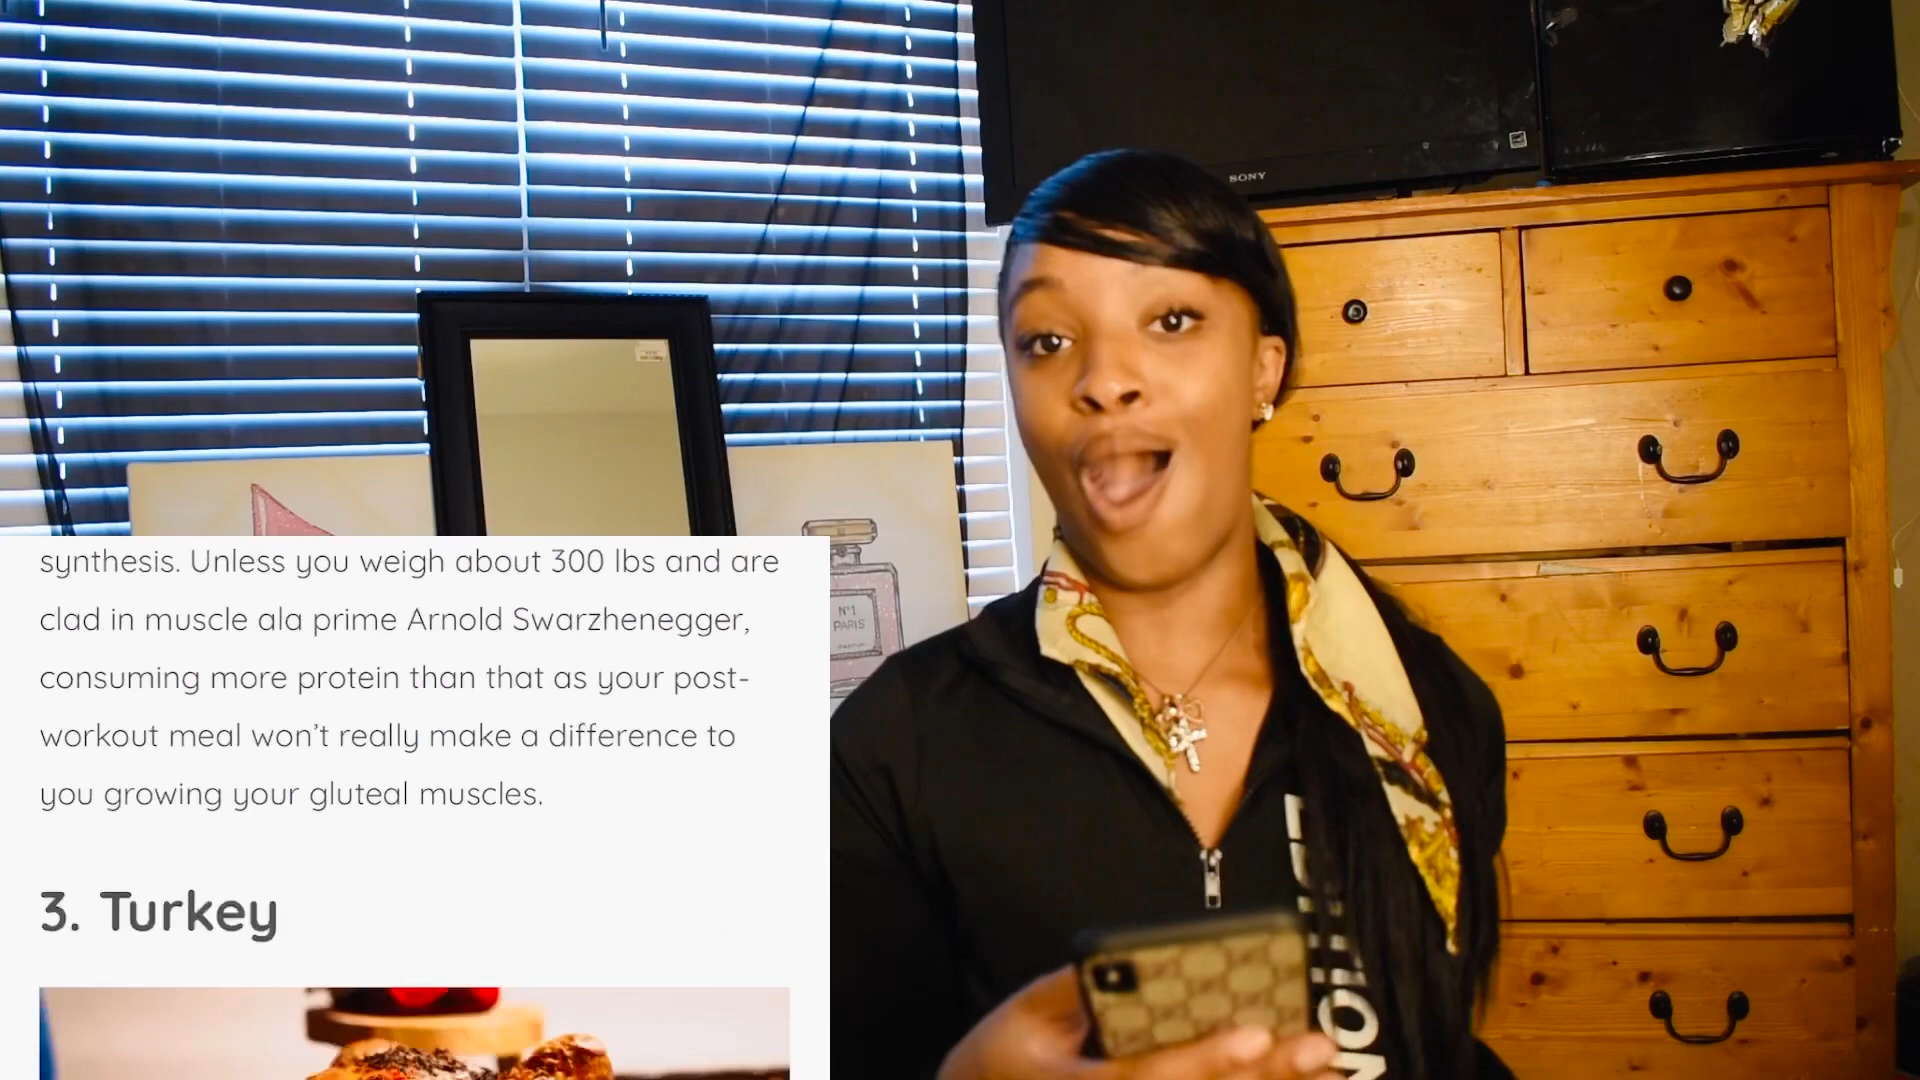 SONY
N°1
PARIS
synthesis. Unless you weigh about 300 lbs and are
clad in muscle ala prime Arnold Swarzhenegger,
consuming more protein than that as your post-
workout meal won't really make a difference to
you growing your gluteal muscles.
3. Turkey